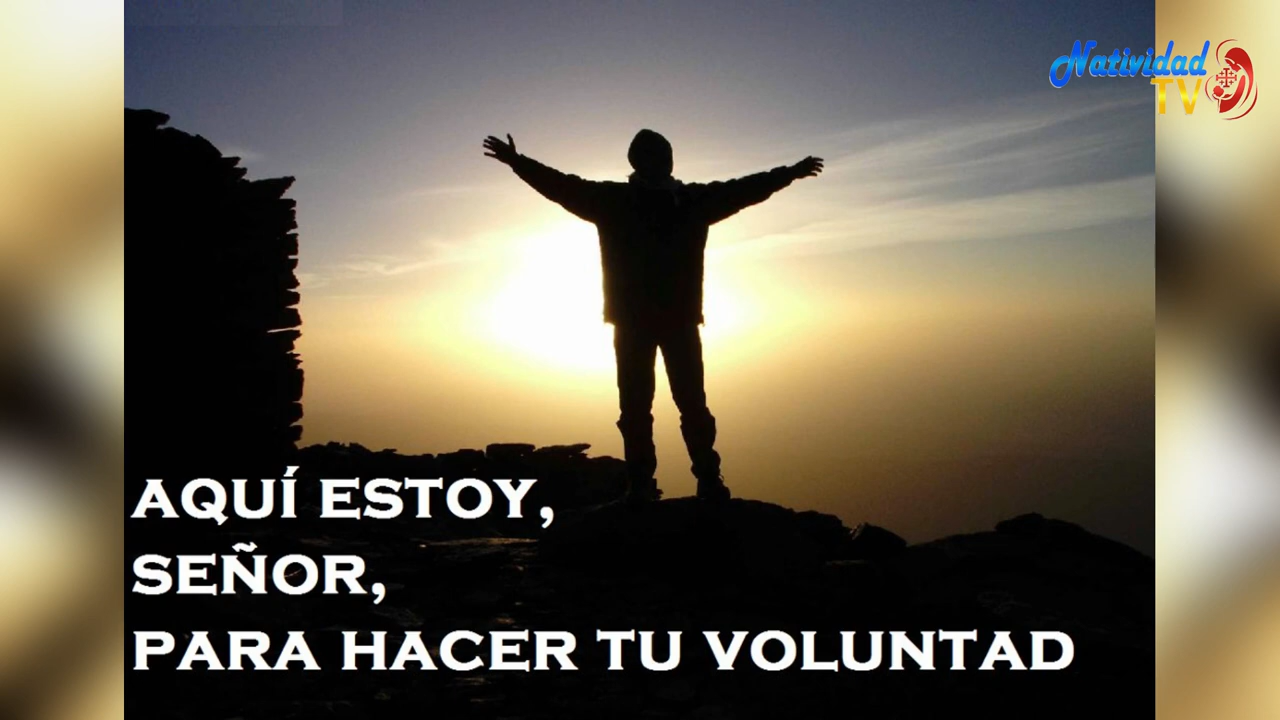 Natividad
TV
AQUÍ ESTOY,
SEÑOR,
PARA HACER TU VOLUNTAD